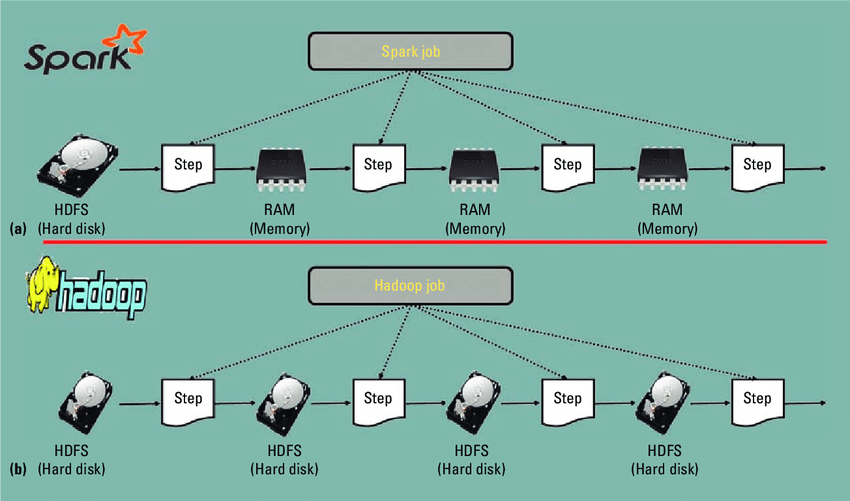 Spark
Spark job
Step
Step
Step
Step
HDFS
(Hard disk)
RAM
(Memory)
RAM
(Memory)
RAM
(Memory)
(a)
hadoop
Hadoop job
Step
Step
Step
Step
HDFS
(Hard disk)
HDFS
(Hard disk)
HDFS
(Hard disk)
HDFS
(Hard disk)
(b)